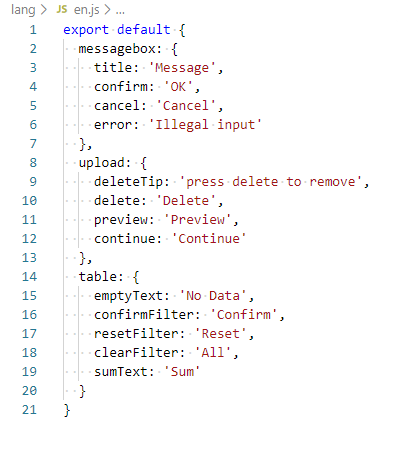 lang > JS en.js > ...
1 export default {
2   messagebox: {
3     title: 'Message',
4     confirm: 'OK',
5     cancel: 'Cancel',
6     error: 'Illegal input'
7   },
8   upload: {
9     deleteTip: 'press delete to remove',
10     delete: 'Delete',
11     preview: 'Preview',
12     continue: 'Continue'
13   },
14   table: {
15     emptyText: 'No Data',
16     confirmFilter: 'Confirm',
17     resetFilter: 'Reset',
18     clearFilter: 'All',
19     sumText: 'Sum'
20   }
21 }